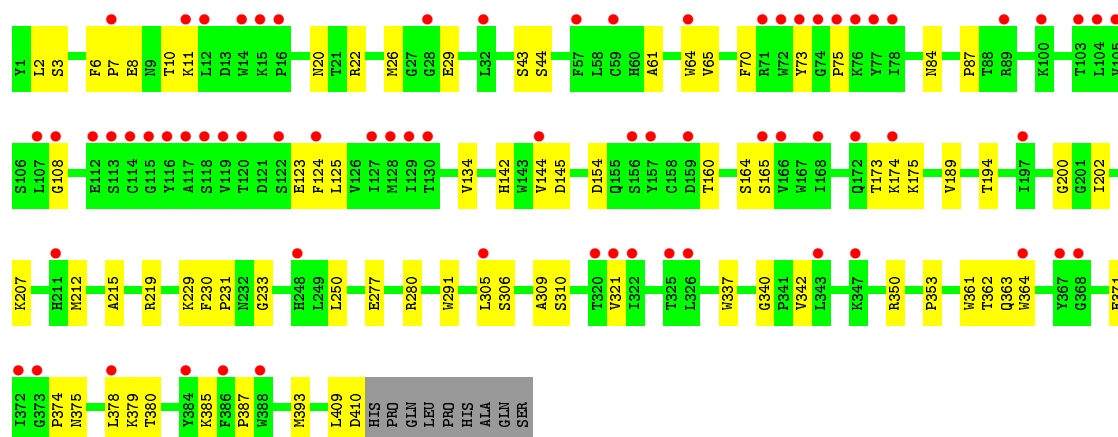 Y1 L2 S3 F6 P7 E8 N9 T10 K11 L12 D13 W14 K15 P16 N20 T21 R22 M26 G27 G28 E29 L32 S43 S44 F57 L58 C59 H60 A61 W64 V65 F70 R71 W72 Y73 G74 P75 K76 Y77 I78 N84 P87 T88 R89 K100 T103 L104 V105
S106 L107 G108 E112 S113 C114 G115 Y116 A117 S118 V119 T120 D121 S122 E123 F124 L125 V126 I127 M128 I129 T130 V134 H142 W143 V144 D145 D154 Q155 S156 Y157 C158 D159 T160 S164 S165 V166 W167 I168 Q172 T173 K174 K175 V189 T194 I197 G200 G201 I202
K207 H211 M212 A215 R219 K229 F230 P231 N232 G233 H248 L249 L250 E277 R280 W291 L305 S306 A309 S310 T320 V321 I322 T325 L326 W337 G340 P341 V342 L343 K347 R350 P353 W361 T362 Q363 W364 Y367 G368
I372 G373 P374 N375 L378 K379 T380 Y384 K385 F386 P387 W388 M393 L409 D410 HIS PRO GLN LEU PRO HIS ALA GLN SER